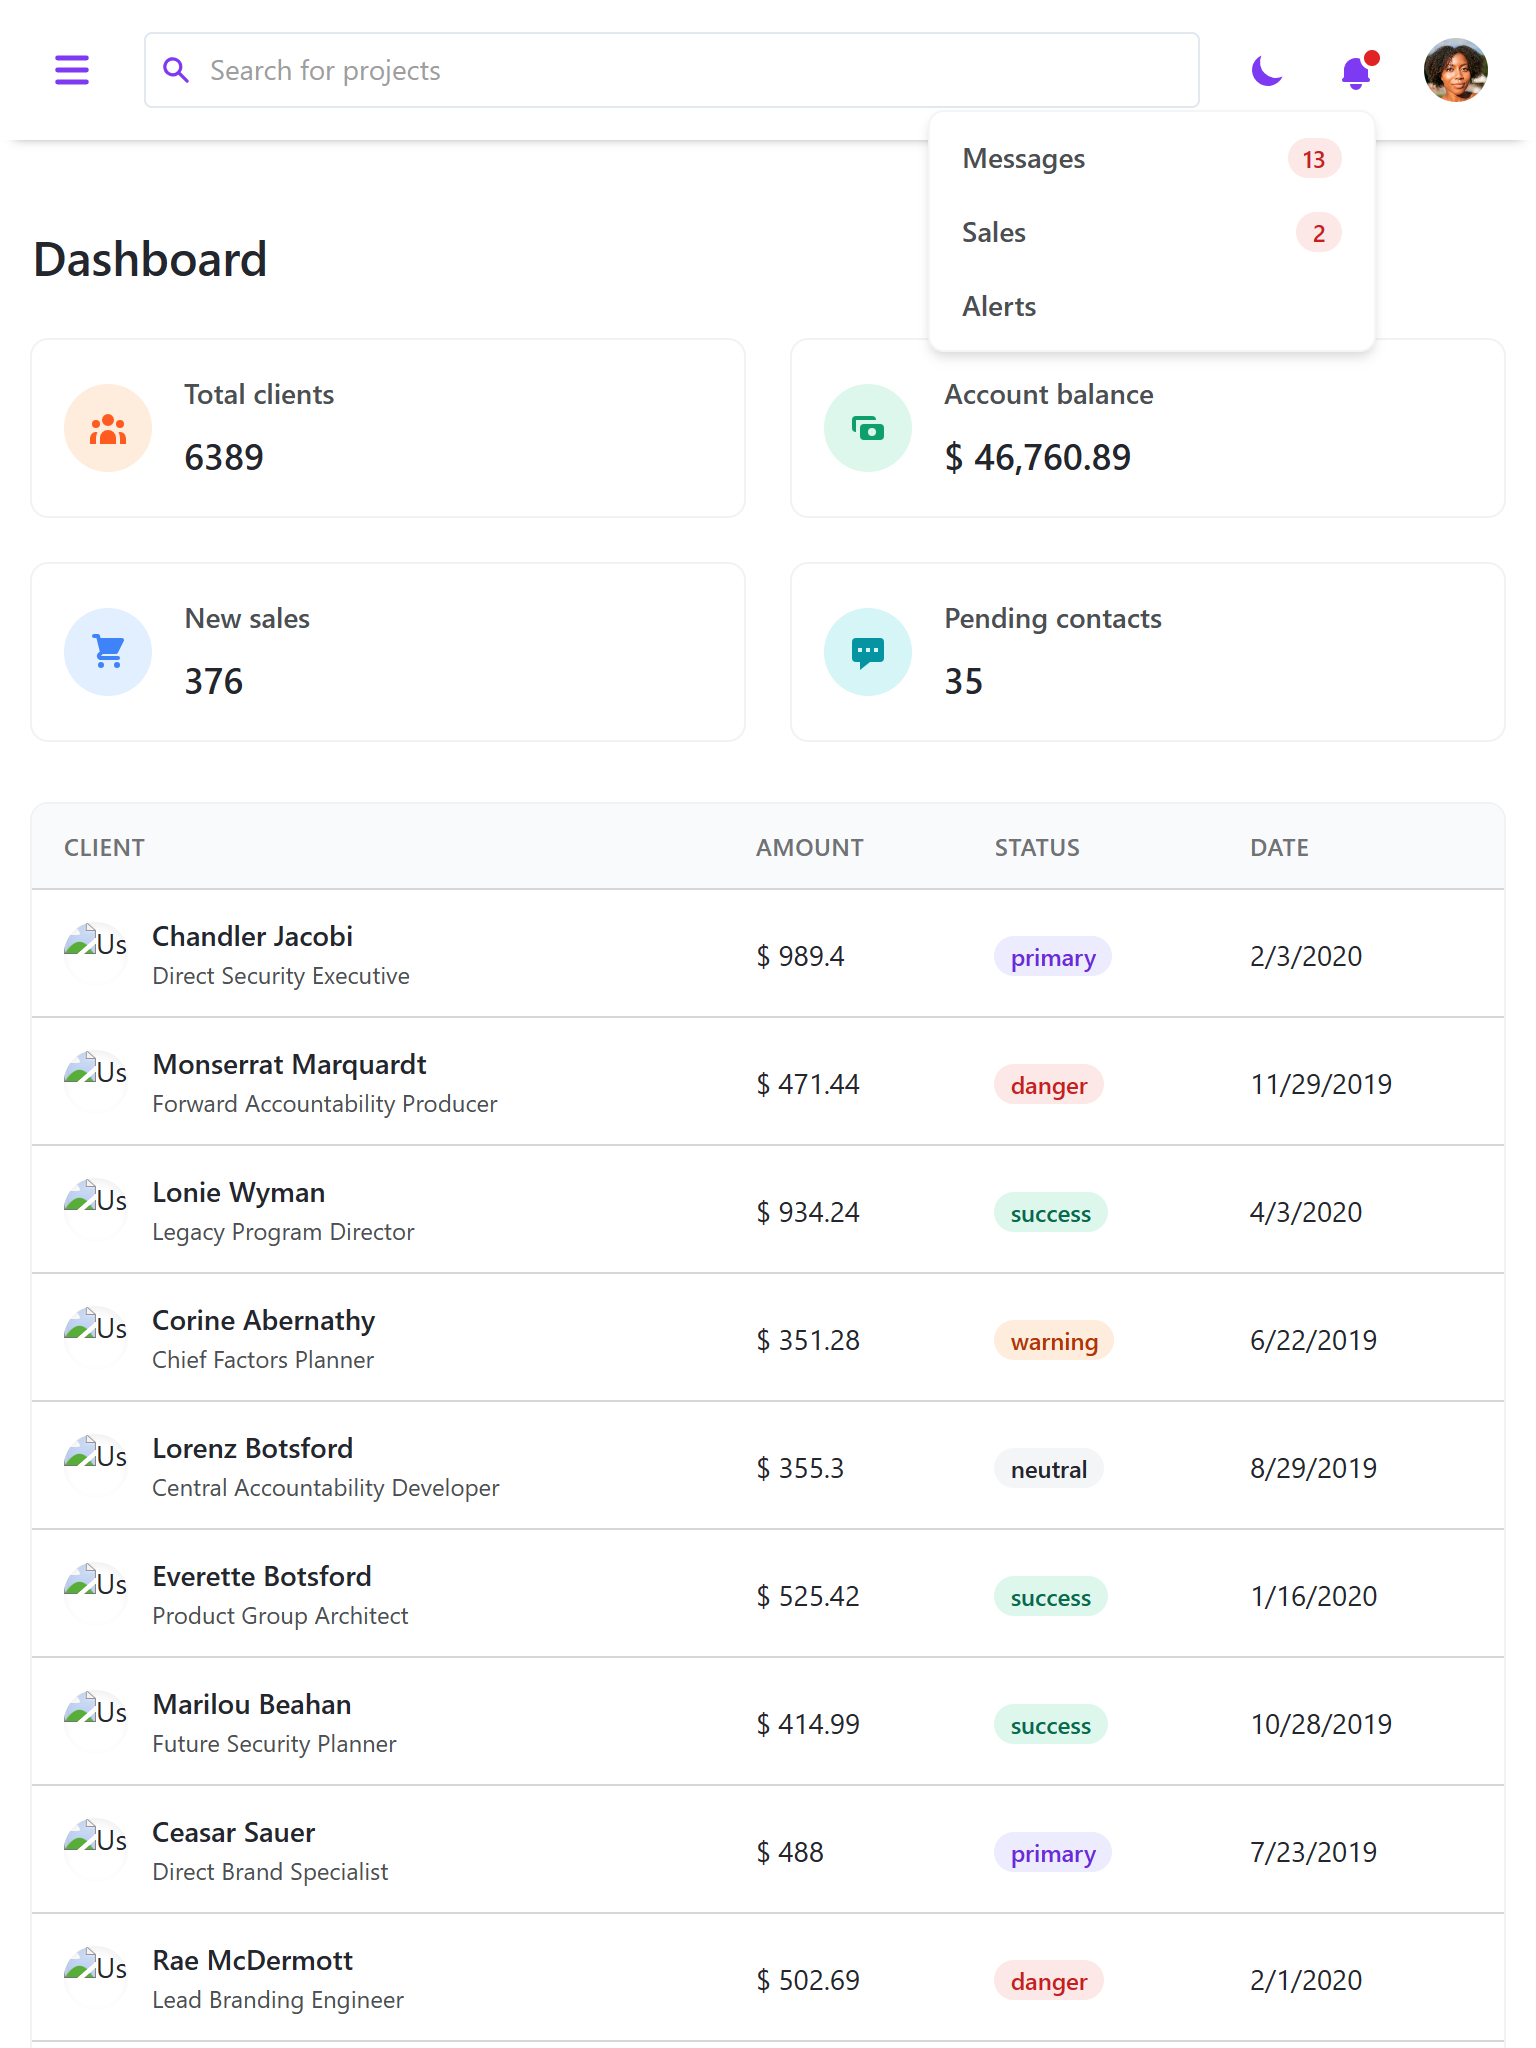 Search for projects
Messages 13
Sales 2
Alerts
Dashboard
Total clients
6389
Account balance
$ 46,760.89
New sales
376
Pending contacts
35
CLIENT AMOUNT STATUS DATE
Us Chandler Jacobi
Direct Security Executive
$ 989.4 primary 2/3/2020
Us Monserrat Marquardt
Forward Accountability Producer
$ 471.44 danger 11/29/2019
Us Lonie Wyman
Legacy Program Director
$ 934.24 success 4/3/2020
Us Corine Abernathy
Chief Factors Planner
$ 351.28 warning 6/22/2019
Us Lorenz Botsford
Central Accountability Developer
$ 355.3 neutral 8/29/2019
Us Everette Botsford
Product Group Architect
$ 525.42 success 1/16/2020
Us Marilou Beahan
Future Security Planner
$ 414.99 success 10/28/2019
Us Ceasar Sauer
Direct Brand Specialist
$ 488 primary 7/23/2019
Us Rae McDermott
Lead Branding Engineer
$ 502.69 danger 2/1/2020